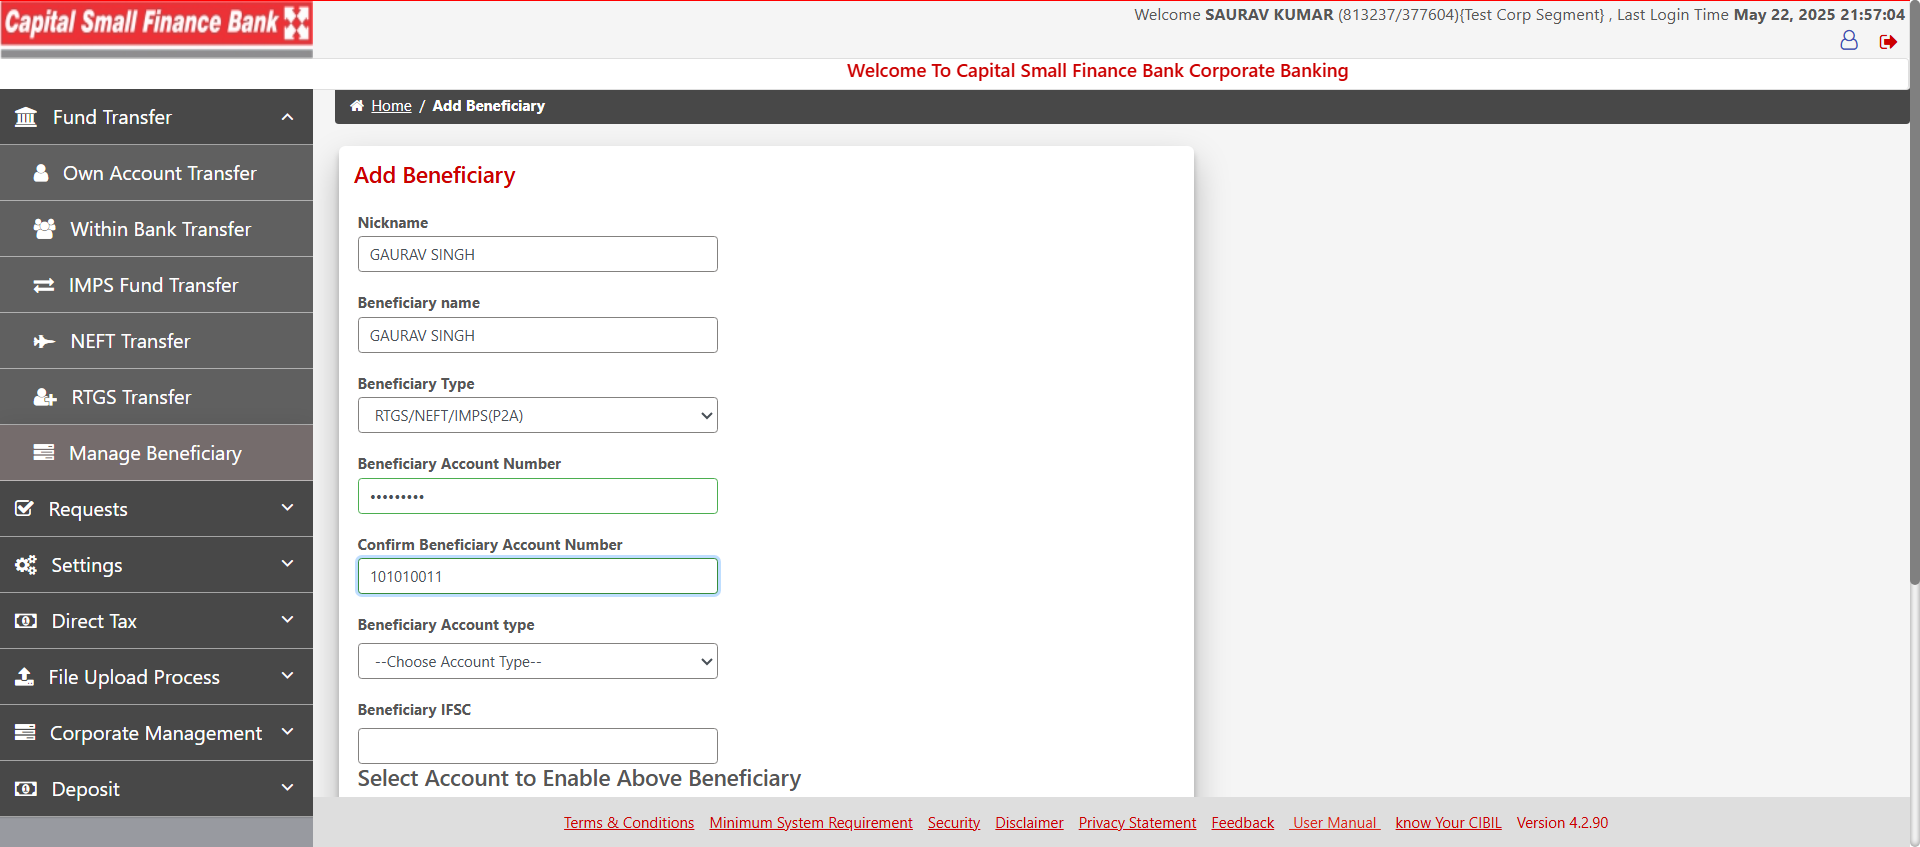 Capital Small Finance Bank
Welcome SAURAV KUMAR (813237/377604){Test Corp Segment} , Last Login Time May 22, 2025 21:57:04
Welcome To Capital Small Finance Bank Corporate Banking
Home / Add Beneficiary
Fund Transfer
Own Account Transfer
Within Bank Transfer
IMPS Fund Transfer
NEFT Transfer
RTGS Transfer
Manage Beneficiary
Requests
Settings
Direct Tax
File Upload Process
Corporate Management
Deposit
Add Beneficiary
Nickname
GAURAV SINGH
Beneficiary name
GAURAV SINGH
Beneficiary Type
RTGS/NEFT/IMPS(P2A)
Beneficiary Account Number
•••••••••
Confirm Beneficiary Account Number
101010011
Beneficiary Account type
--Choose Account Type--
Beneficiary IFSC
Select Account to Enable Above Beneficiary
Terms & Conditions Minimum System Requirement Security Disclaimer Privacy Statement Feedback User Manual know Your CIBIL Version 4.2.90